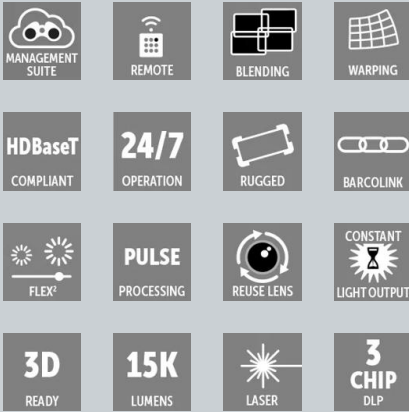 MANAGEMENT
SUITE
REMOTE
BLENDING
WARPING
HDBaseT
COMPLIANT
24/7
OPERATION
RUGGED
BARCOLINK
FLEX²
PULSE
PROCESSING
REUSE LENS
CONSTANT
LIGHT OUTPUT
3D
READY
15K
LUMENS
LASER
3
CHIP
DLP